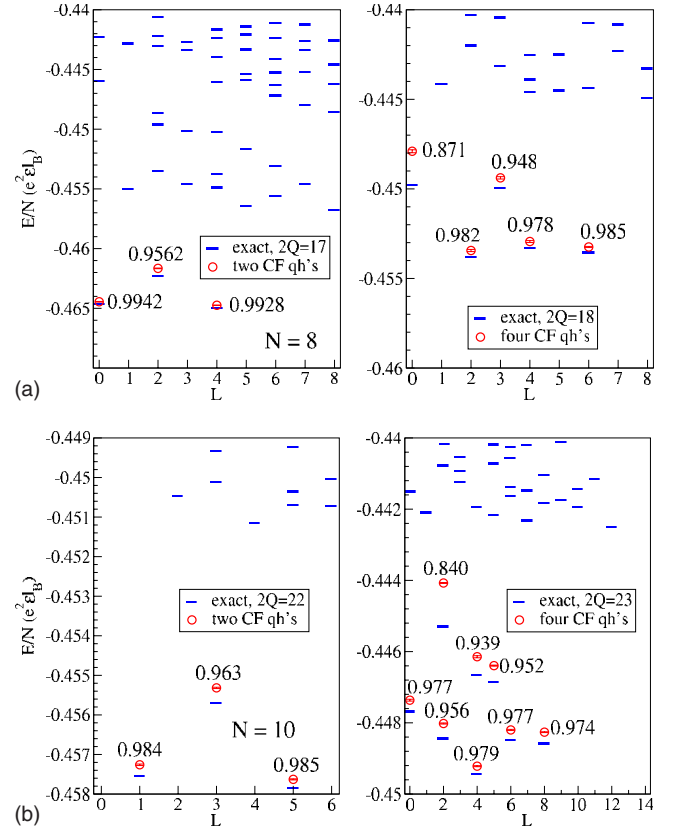 -0.44
-0.445
-0.45
-0.455
-0.46
-0.465
E/N (e²εl_B)
0.9562
0.9942
0.9928
exact, 2Q=17
two CF qh's
N = 8
0 1 2 3 4 5 6 7 8
L
-0.44
-0.445
-0.45
-0.455
-0.46
0.871
0.948
0.982
0.978
0.985
exact, 2Q=18
four CF qh's
0 1 2 3 4 5 6 7 8
L
(a)
-0.449
-0.45
-0.451
-0.452
-0.453
-0.454
-0.455
-0.456
-0.457
-0.458
E/N (e²εl_B)
exact, 2Q=22
two CF qh's
0.963
0.984
0.985
N = 10
0 1 2 3 4 5 6
L
-0.44
-0.442
-0.444
-0.446
-0.448
-0.45
0.840
exact, 2Q=23
four CF qh's
0.939
0.952
0.977
0.956
0.977
0.974
0.979
0 2 4 6 8 10 12 14
L
(b)